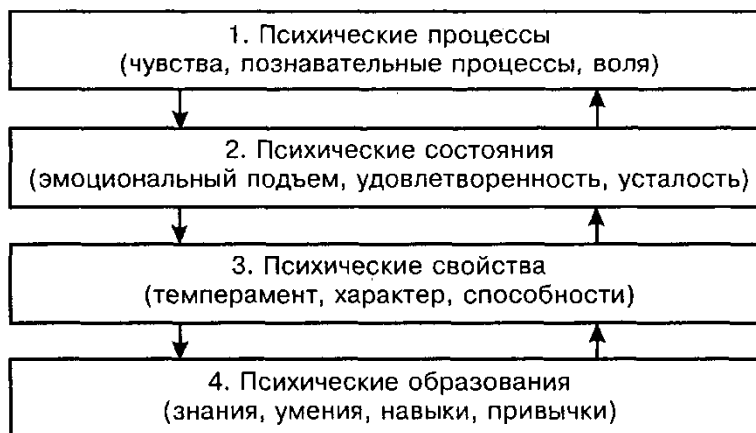 1. Психические процессы
(чувства, познавательные процессы, воля)
2. Психические состояния
(эмоциональный подъем, удовлетворенность, усталость)
3. Психические свойства
(темперамент, характер, способности)
4. Психические образования
(знания, умения, навыки, привычки)